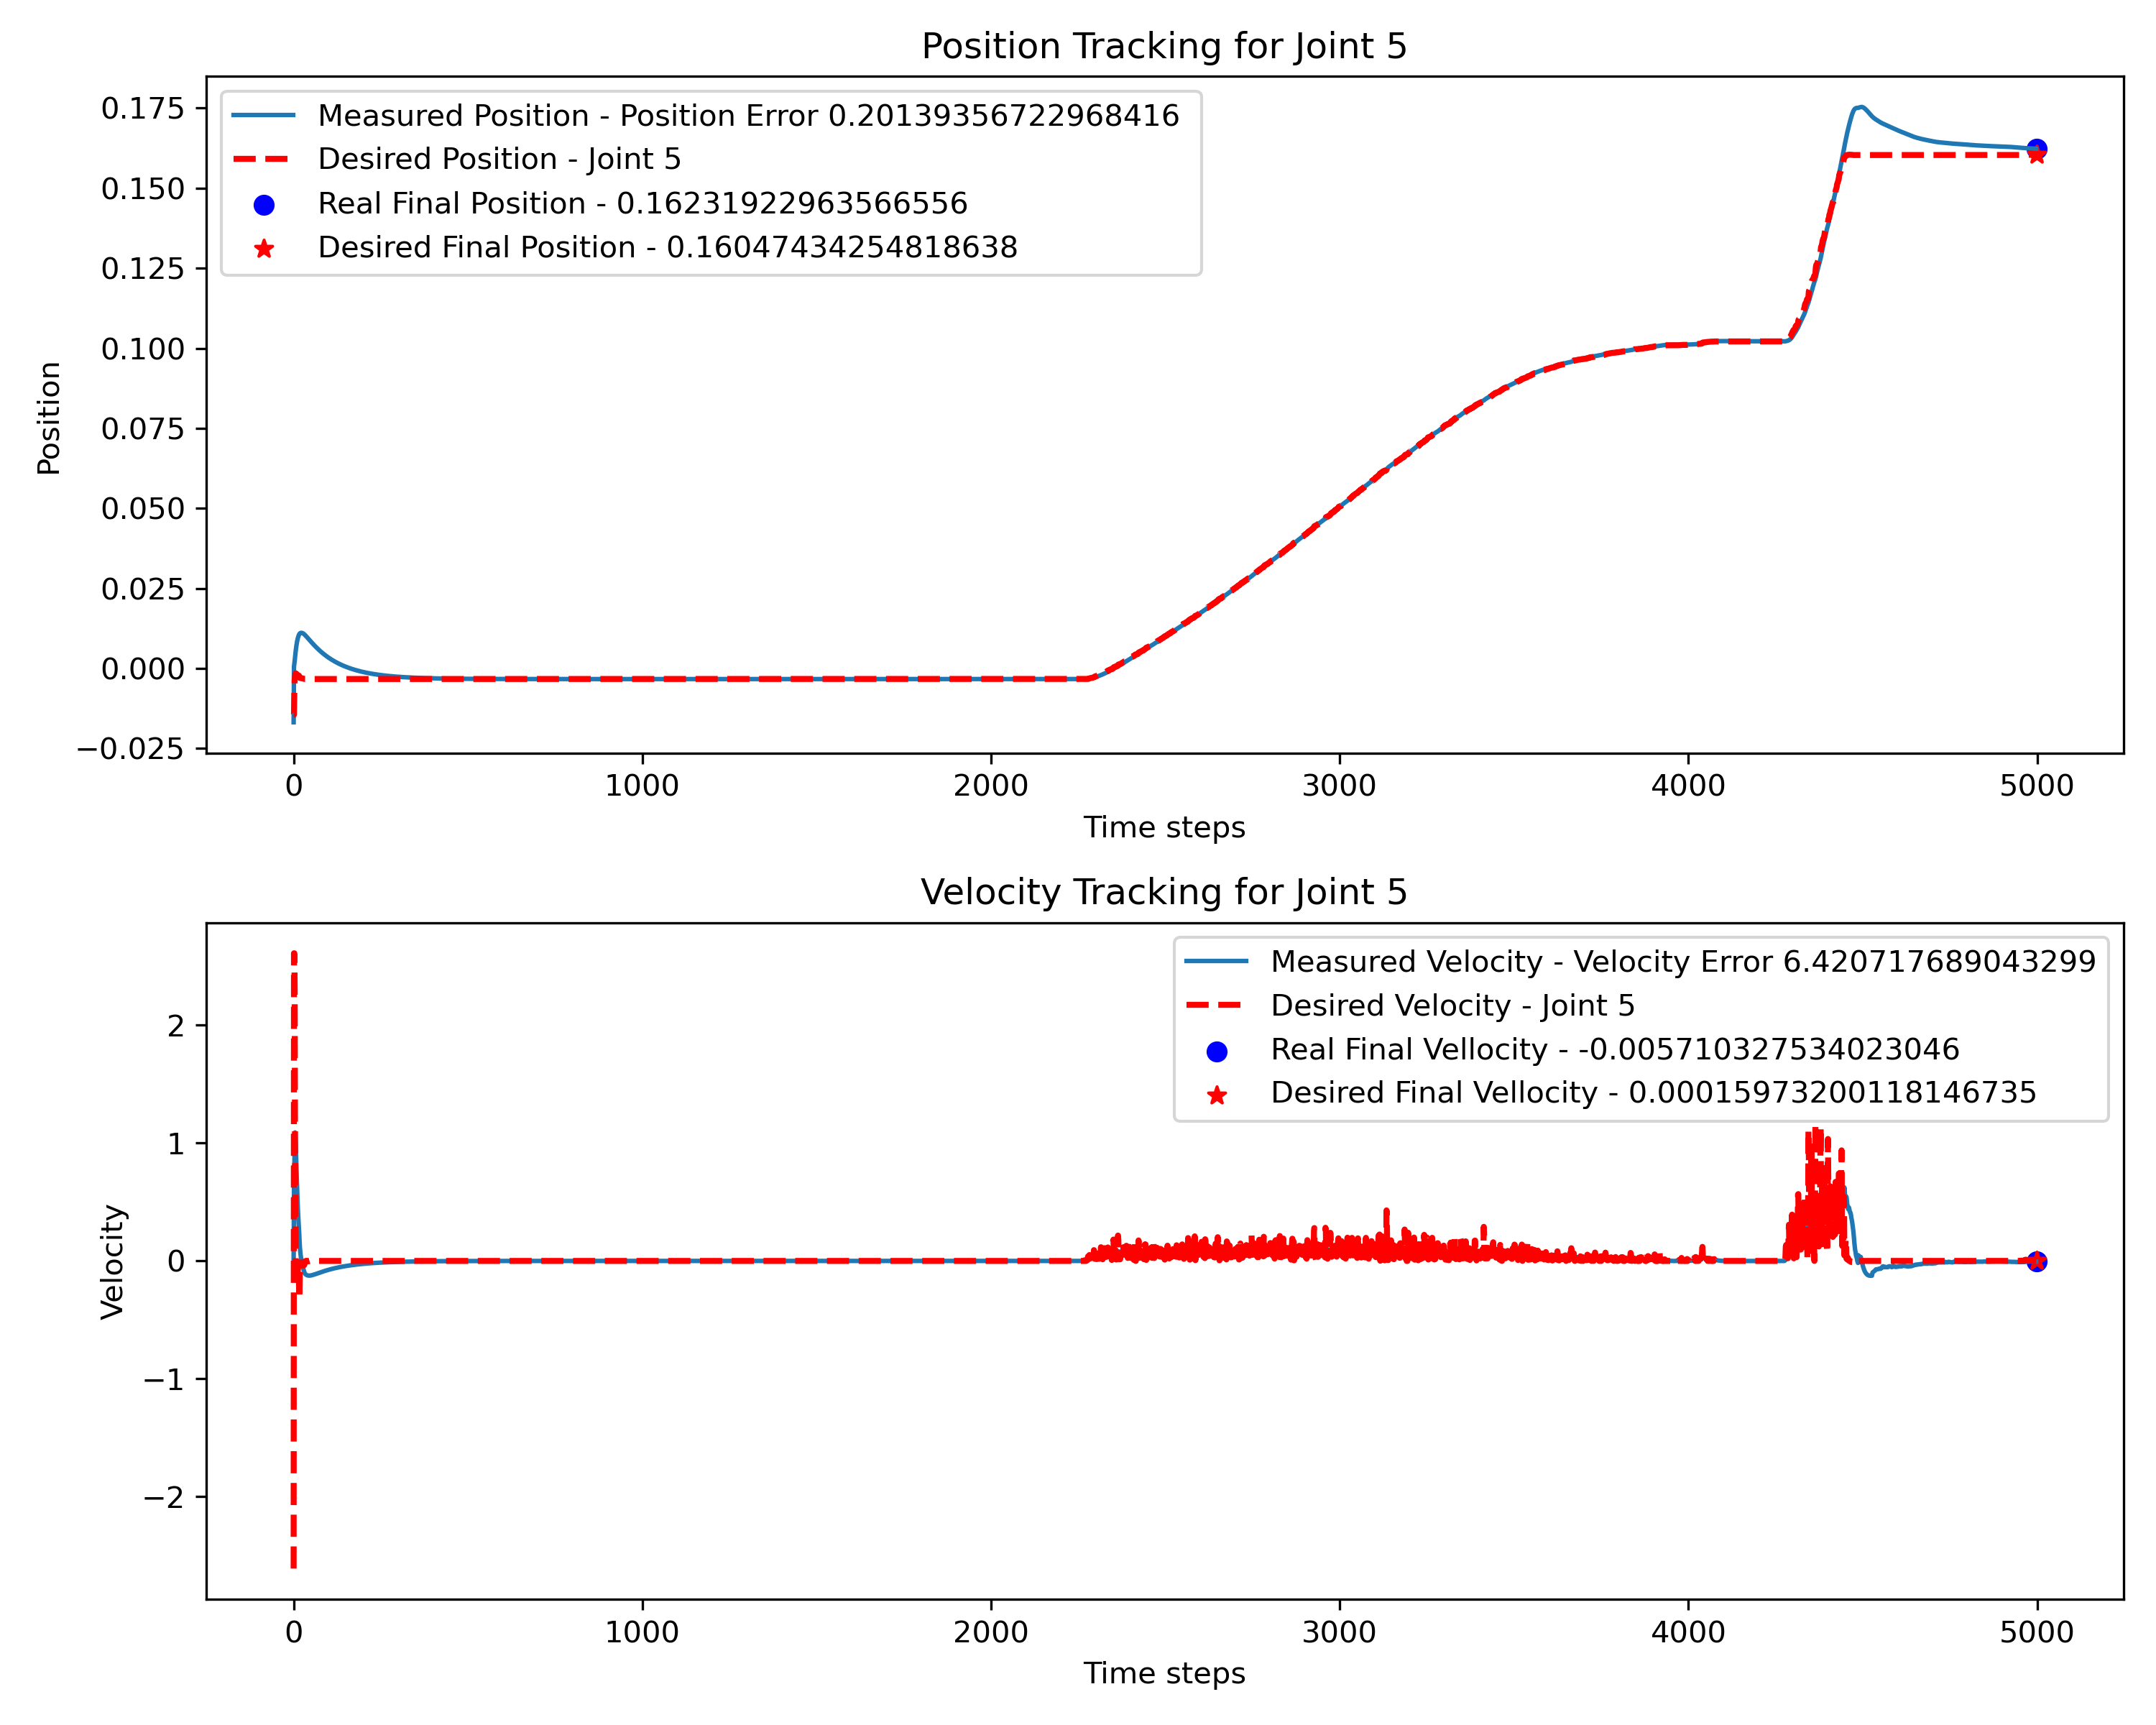 Position Tracking for Joint 5
Measured Position - Position Error 0.20139356722968416
Desired Position - Joint 5
Real Final Position - 0.16231922963566556
Desired Final Position - 0.16047434254818638
Position
0.175
0.150
0.125
0.100
0.075
0.050
0.025
0.000
−0.025
0 1000 2000 3000 4000 5000
Time steps
Velocity Tracking for Joint 5
Measured Velocity - Velocity Error 6.420717689043299
Desired Velocity - Joint 5
Real Final Vellocity - -0.005710327534023046
Desired Final Vellocity - 0.00015973200118146735
Velocity
2
1
0
−1
−2
0 1000 2000 3000 4000 5000
Time steps